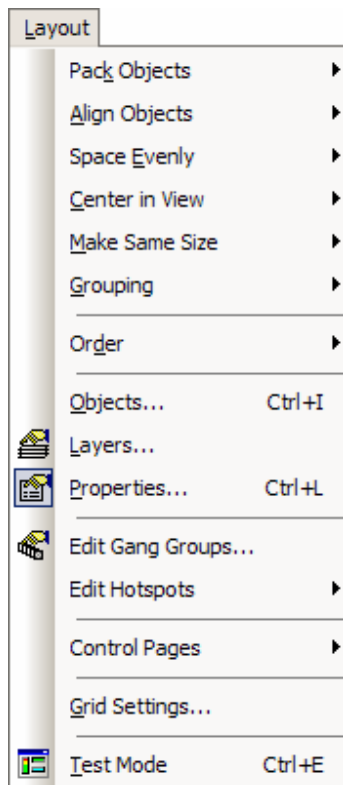 Layout
Pack Objects
Align Objects
Space Evenly
Center in View
Make Same Size
Grouping
Order
Objects... Ctrl+I
Layers...
Properties... Ctrl+L
Edit Gang Groups...
Edit Hotspots
Control Pages
Grid Settings...
Test Mode Ctrl+E